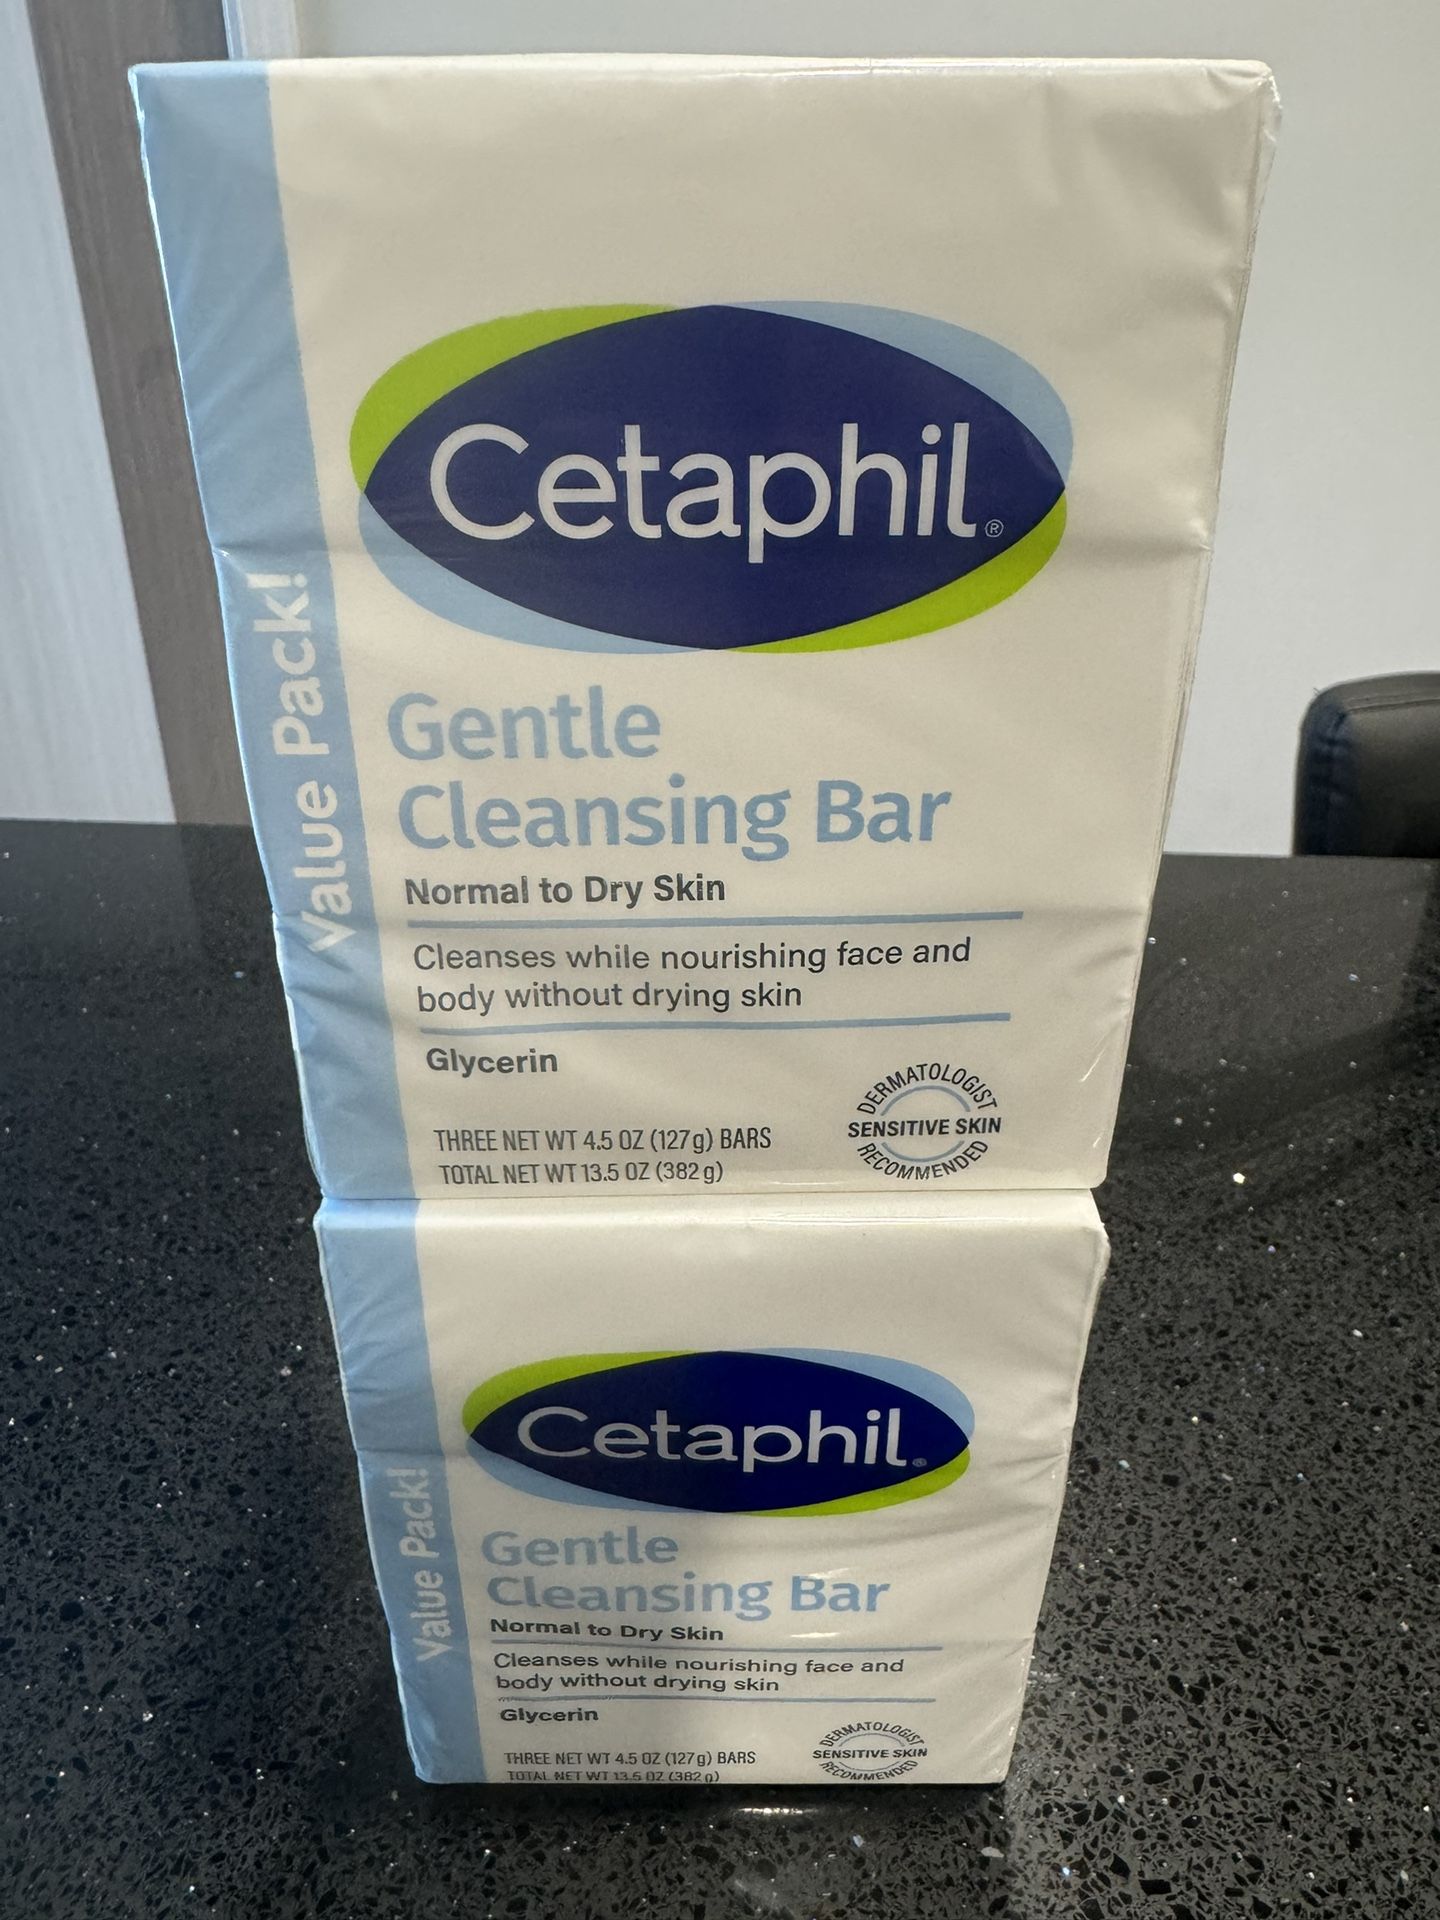 Value Pack!
Cetaphil®
Gentle
Cleansing Bar
Normal to Dry Skin
Cleanses while nourishing face and
body without drying skin
Glycerin
THREE NET WT 4.5 OZ (127g) BARS
TOTAL NET WT 13.5 OZ (382 g)
DERMATOLOGIST
SENSITIVE SKIN
RECOMMENDED
Value Pack!
Cetaphil®
Gentle
Cleansing Bar
Normal to Dry Skin
Cleanses while nourishing face and
body without drying skin
Glycerin
THREE NET WT 4.5 OZ (127g) BARS
TOTAL NET WT 13.5 OZ (382 g)
DERMATOLOGIST
SENSITIVE SKIN
RECOMMENDED